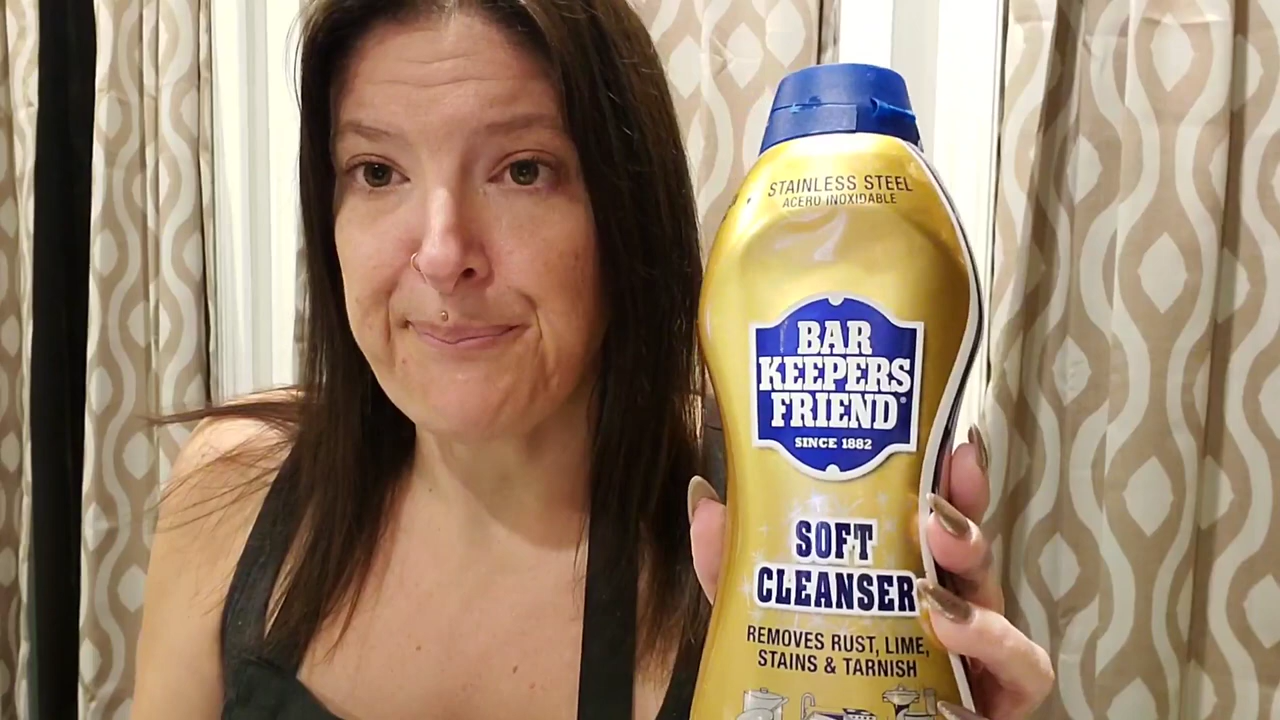 STAINLESS STEEL
ACERO INOXIDABLE
BAR
KEEPERS
FRIEND®
SINCE 1882
SOFT
CLEANSER
REMOVES RUST, LIME,
STAINS & TARNISH